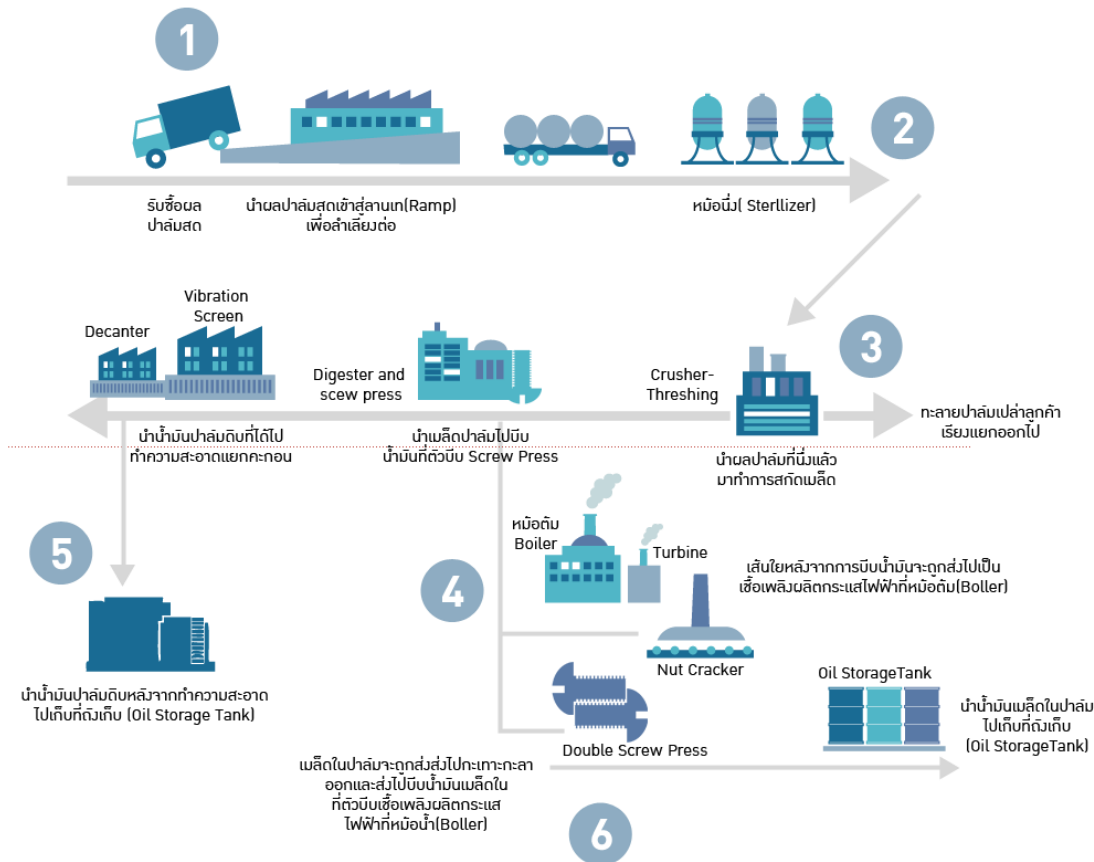 1
รับซื้อผล
ปาล์มสด
นำผลปาล์มสดเข้าสู่ลานเท(Ramp)
เพื่อลำเลียงต่อ
หม้อนึ่ง( Sterllizer)
2
3
Crusher-
Threshing
ทะลายปาล์มเปล่าลูกค้า
เรียงแยกออกไป
นำผลปาล์มที่นึ่งแล้ว
มาทำการสกัดเมล็ด
Digester and
scew press
นำเมล็ดปาล์มไปบีบ
น้ำมันที่ตัวบีบ Screw Press
Vibration
Screen
Decanter
นำน้ำมันปาล์มดิบที่ได้ไป
ทำความสะอาดแยกตะกอน
4
หม้อต้ม
Boiler
Turbine
เส้นใยหลังจากการบีบน้ำมันจะถูกส่งไปเป็น
เชื้อเพลิงผลิตกระแสไฟฟ้าที่หม้อต้ม(Boller)
Nut Cracker
5
นำน้ำมันปาล์มดิบหลังจากทำความสะอาด
ไปเก็บที่ถังเก็บ (Oil Storage Tank)
Double Screw Press
Oil StorageTank
นำน้ำมันเมล็ดในปาล์ม
ไปเก็บที่ถังเก็บ
(Oil StorageTank)
เมล็ดในปาล์มจะถูกส่งส่งไปกะเทาะกะลา
ออกและส่งไปบีบน้ำมันเมล็ดใน
ที่ตัวบีบเชื้อเพลิงผลิตกระแส
ไฟฟ้าที่หม้อน้ำ(Boller)
6